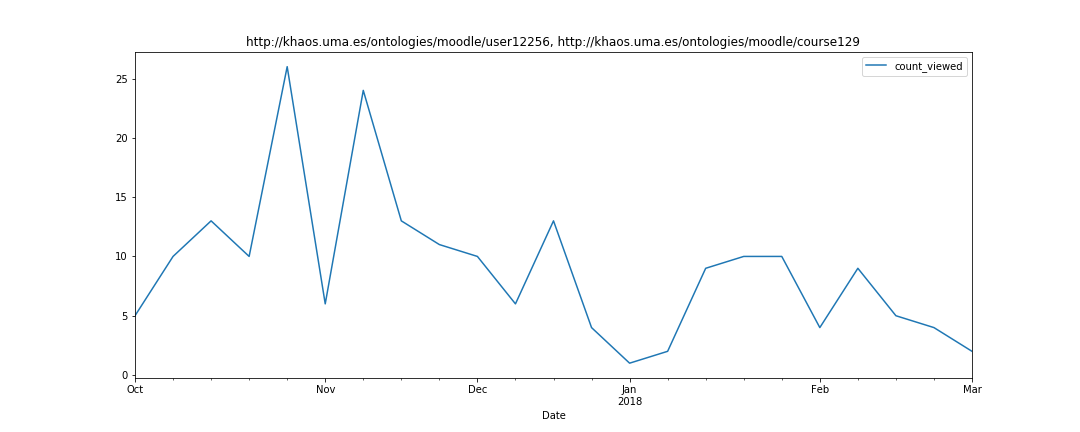 http://khaos.uma.es/ontologies/moodle/user12256, http://khaos.uma.es/ontologies/moodle/course129
count_viewed
25
20
15
10
5
0
Oct Nov Dec Jan Feb Mar
2018
Date